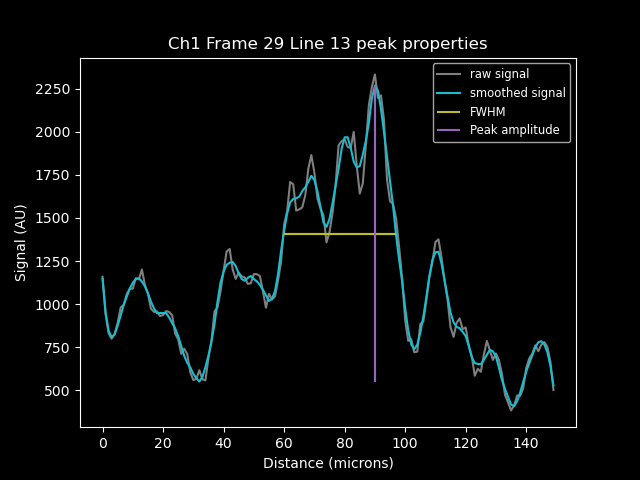 Ch1 Frame 29 Line 13 peak properties
raw signal
smoothed signal
FWHM
Peak amplitude
Signal (AU)
2250
2000
1750
1500
1250
1000
750
500
0 20 40 60 80 100 120 140
Distance (microns)